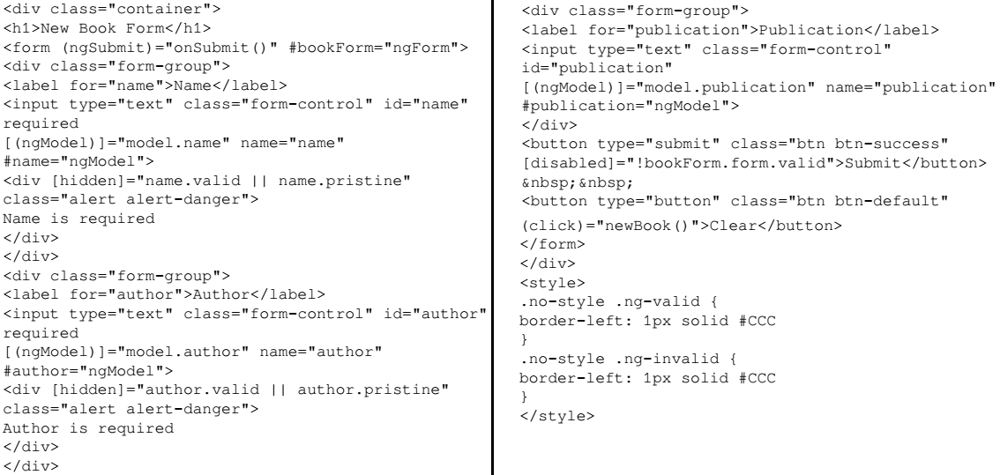 <div class="container">
<h1>New Book Form</h1>
<form (ngSubmit)="onSubmit()" #bookForm="ngForm">
<div class="form-group">
<label for="name">Name</label>
<input type="text" class="form-control" id="name"
required
[(ngModel)]="model.name" name="name"
#name="ngModel">
<div [hidden]="name.valid || name.pristine"
class="alert alert-danger">
Name is required
</div>
</div>
<div class="form-group">
<label for="author">Author</label>
<input type="text" class="form-control" id="author"
required
[(ngModel)]="model.author" name="author"
#author="ngModel">
<div [hidden]="author.valid || author.pristine"
class="alert alert-danger">
Author is required
</div>
</div>
<div class="form-group">
<label for="publication">Publication</label>
<input type="text" class="form-control"
id="publication"
[(ngModel)]="model.publication" name="publication"
#publication="ngModel">
</div>
<button type="submit" class="btn btn-success"
[disabled]="!bookForm.form.valid">Submit</button>
&nbsp;&nbsp;
<button type="button" class="btn btn-default"
(click)="newBook()">Clear</button>
</form>
</div>
<style>
.no-style .ng-valid {
border-left: 1px solid #CCC
}
.no-style .ng-invalid {
border-left: 1px solid #CCC
}
</style>